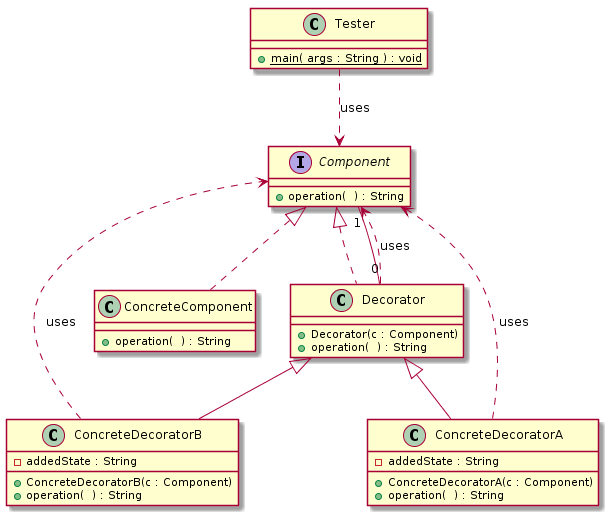 C Tester
main( args : String ) : void
uses
I Component
operation(  ) : String
1
uses
0
uses
uses
C ConcreteComponent
operation(  ) : String
C Decorator
Decorator(c : Component)
operation(  ) : String
C ConcreteDecoratorB
addedState : String
ConcreteDecoratorB(c : Component)
operation(  ) : String
C ConcreteDecoratorA
addedState : String
ConcreteDecoratorA(c : Component)
operation(  ) : String